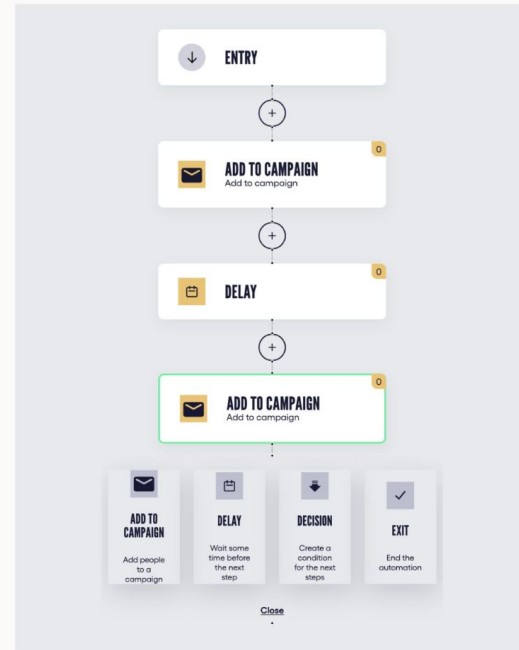 ENTRY
+
0
ADD TO CAMPAIGN
Add to campaign
+
0
DELAY
+
0
ADD TO CAMPAIGN
Add to campaign
ADD TO
CAMPAIGN
Add people
to a
campaign
DELAY
Wait some
time before
the next
step
DECISION
Create a
condition
for the next
steps
EXIT
End the
automation
Close